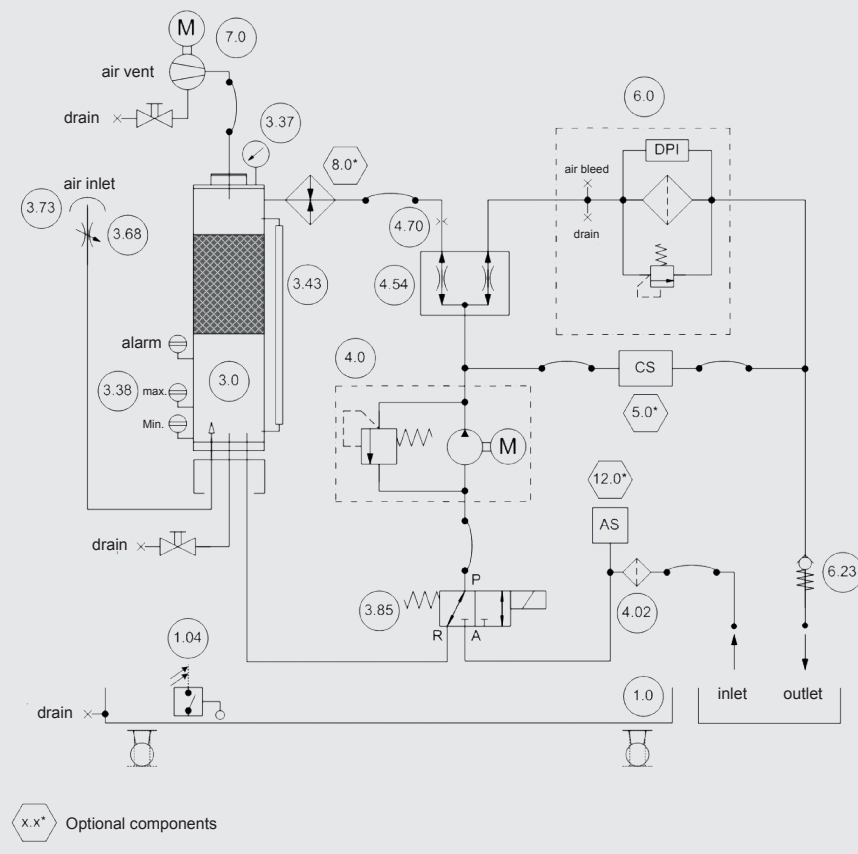 M
7.0
air vent
drain
3.37
6.0
DPI
8.0*
air bleed
air inlet
3.73
3.68
4.70
drain
3.43
4.54
alarm
4.0
3.0
CS
3.38
max.
5.0*
Min.
M
12.0*
AS
drain
P
6.23
3.85
4.02
R
A
1.04
1.0
inlet
outlet
drain
x.x*
Optional components